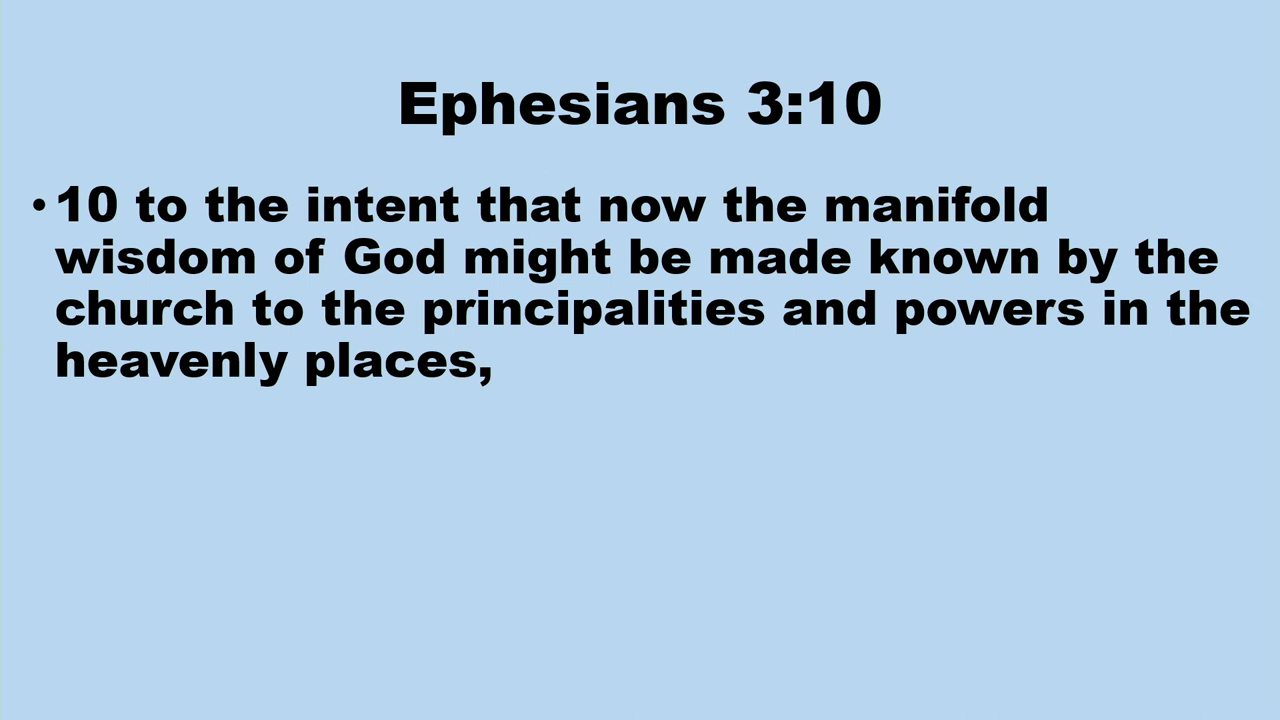 Ephesians 3:10
• 10 to the intent that now the manifold
wisdom of God might be made known by the
church to the principalities and powers in the
heavenly places,